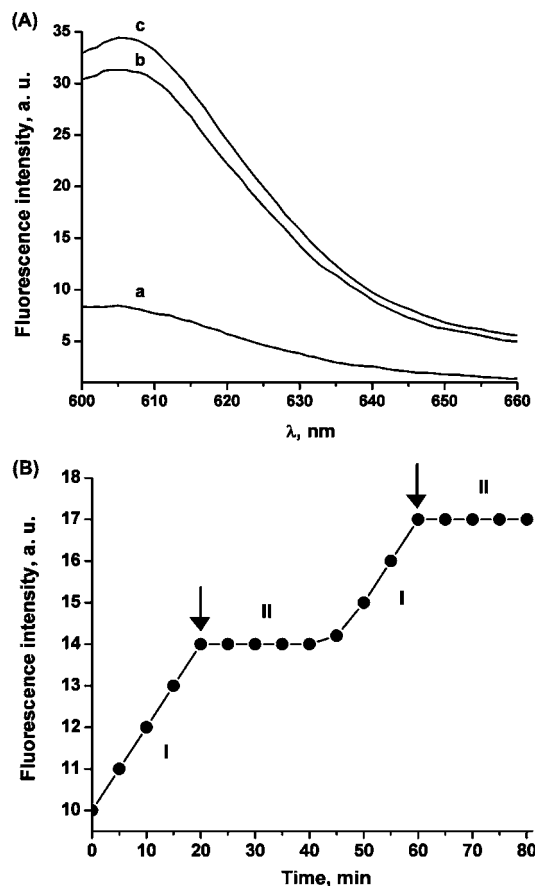 (A)
35
30
25
20
15
10
5
Fluorescence intensity, a. u.
c
b
a
600 610 620 630 640 650 660
λ, nm
(B)
18
17
16
15
14
13
12
11
10
Fluorescence intensity, a. u.
II
II
I
I
0 10 20 30 40 50 60 70 80
Time, min